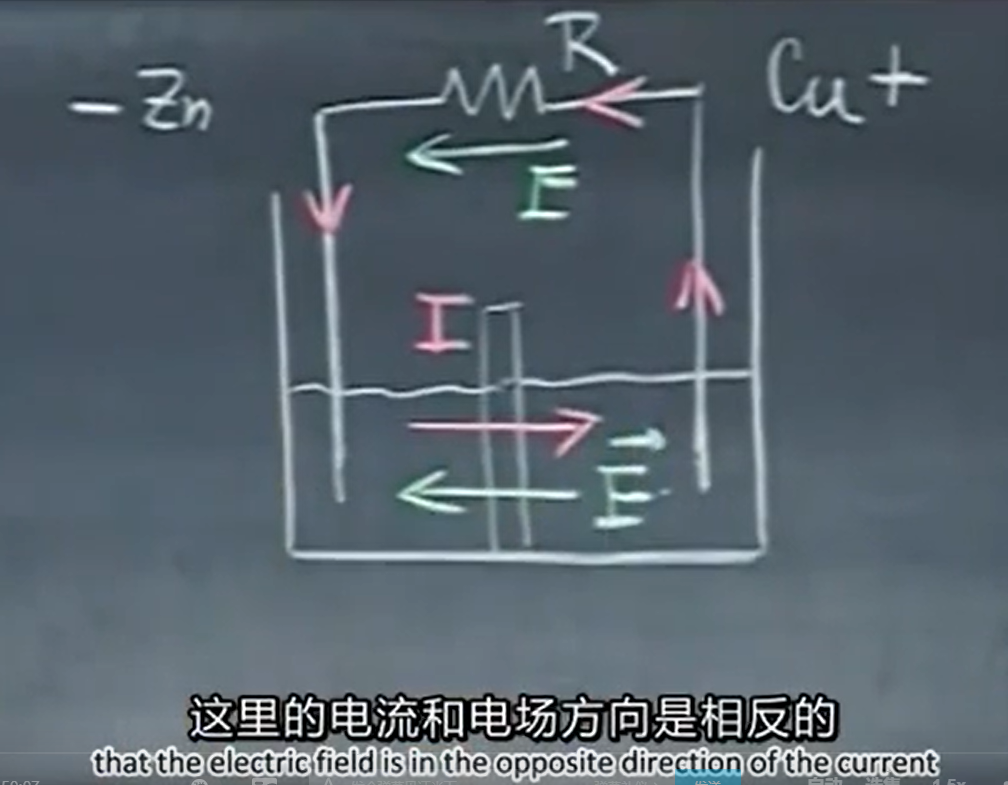 R
- Zn
Cu +
E
I
E
这里的电流和电场方向是相反的
that the electric field is in the opposite direction of the current